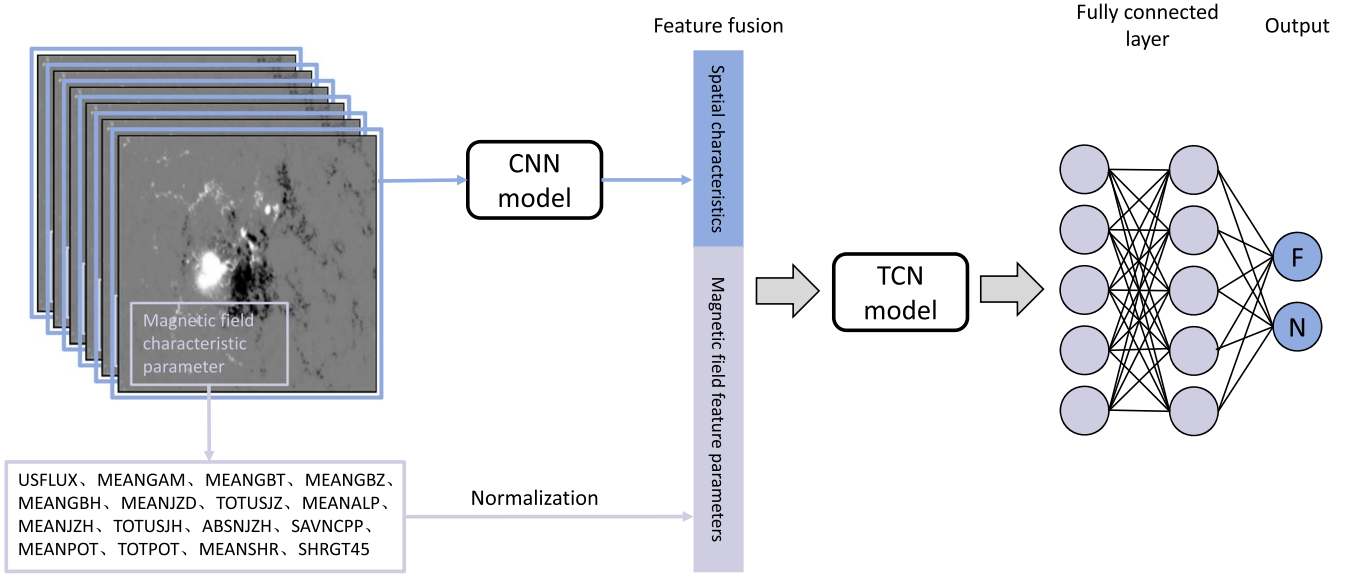 Feature fusion
Fully connected
layer
Output
Spatial characteristics
CNN
model
Magnetic field
characteristic
parameter
Magnetic field feature parameters
TCN
model
F
N
USFLUX、MEANGAM、MEANGBT、MEANGBZ、
MEANGBH、MEANJZD、TOTUSJZ、MEANALP、
MEANJZH、TOTUSJH、ABSNJZH、SAVNCPP、
MEANPOT、TOTPOT、MEANSHR、SHRGT45
Normalization